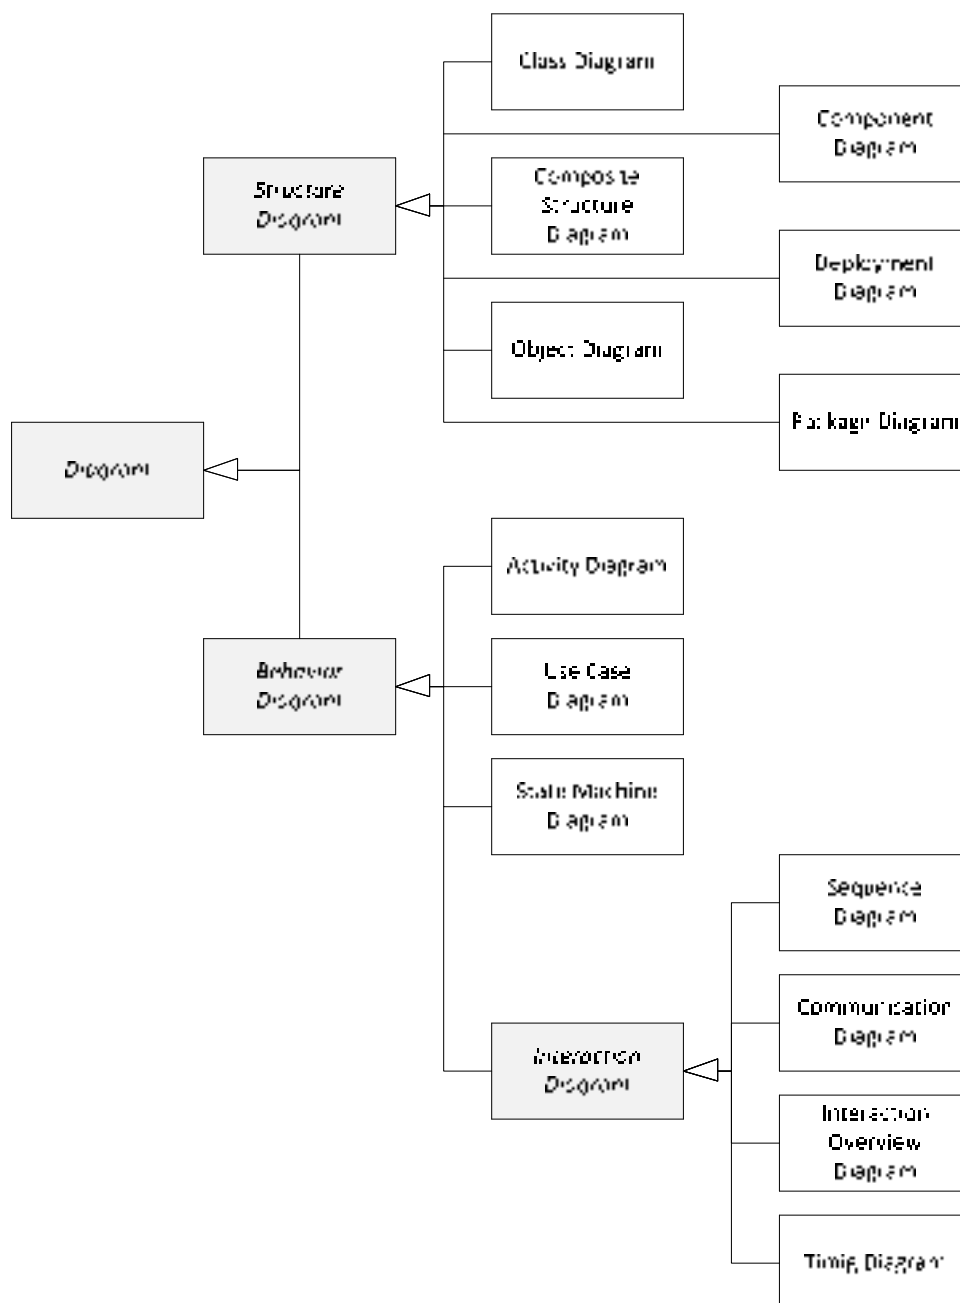 Class Diagram
Component
Diagram
Structure
Diagram
Composite
Structure
Diagram
Deployment
Diagram
Object Diagram
Package Diagram
Diagram
Activity Diagram
Behavior
Diagram
Use Case
Diagram
State Machine
Diagram
Sequence
Diagram
Communication
Diagram
Interaction
Diagram
Interaction
Overview
Diagram
Timig Diagram